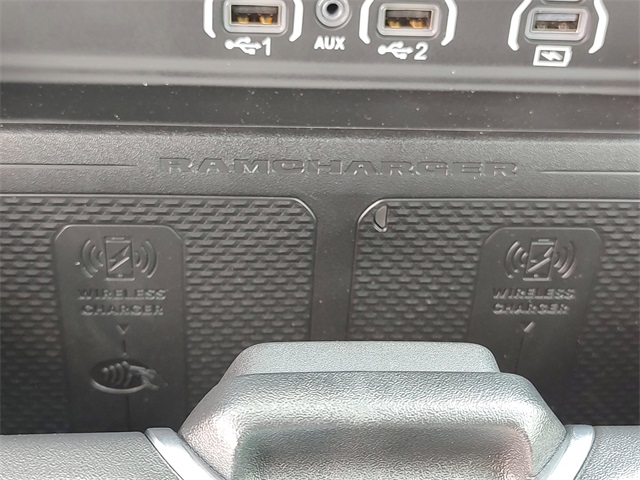 1 AUX 2
RAMCHARGER
WIRELESS
CHARGER
WIRELESS
CHARGER